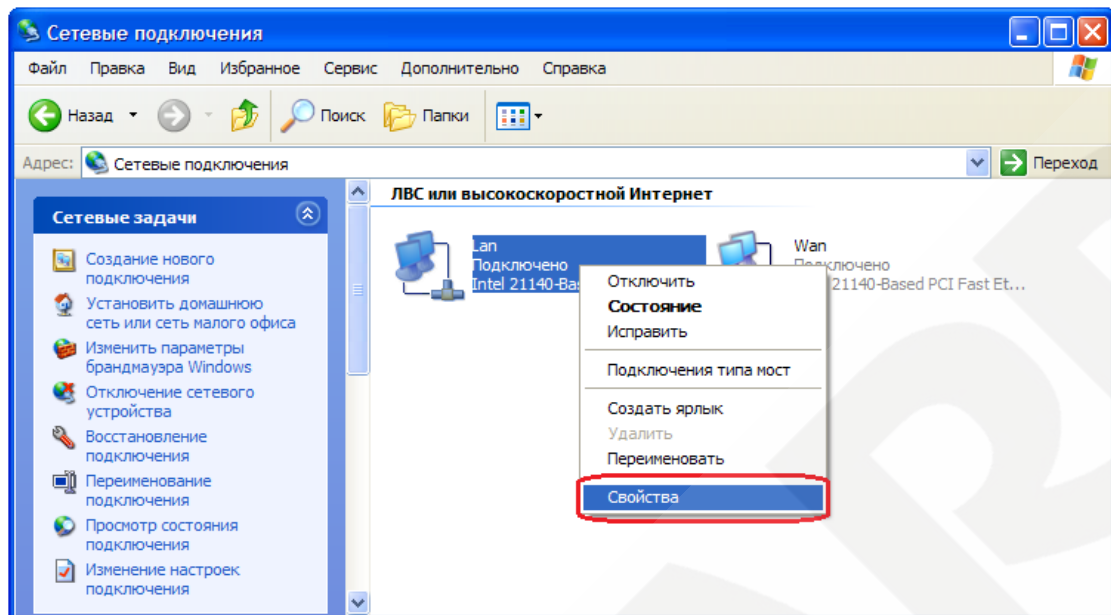 Сетевые подключения
Файл Правка Вид Избранное Сервис Дополнительно Справка
Назад Поиск Папки
Адрес: Сетевые подключения Переход
Сетевые задачи
Создание нового
подключения
Установить домашнюю
сеть или сеть малого офиса
Изменить параметры
брандмауэра Windows
Отключение сетевого
устройства
Восстановление
подключения
Переименование
подключения
Просмотр состояния
подключения
Изменение настроек
подключения
ЛВС или высокоскоростной Интернет
Lan
Подключено
Intel 21140-Bas
Wan
Подключено
21140-Based PCI Fast Et...
Отключить
Состояние
Исправить
Подключения типа мост
Создать ярлык
Удалить
Переименовать
Свойства